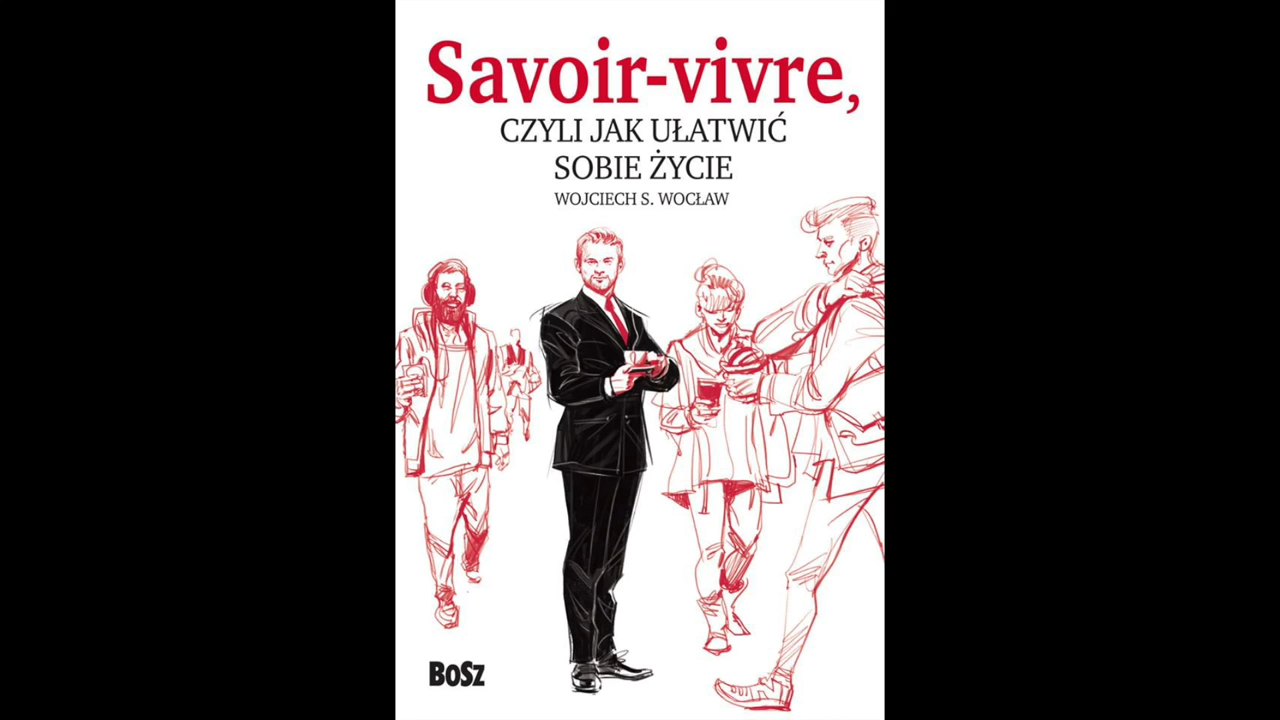 Savoir-vivre,
CZYLI JAK UŁATWIĆ
SOBIE ŻYCIE
WOJCIECH S. WOCŁAW
BOSZ